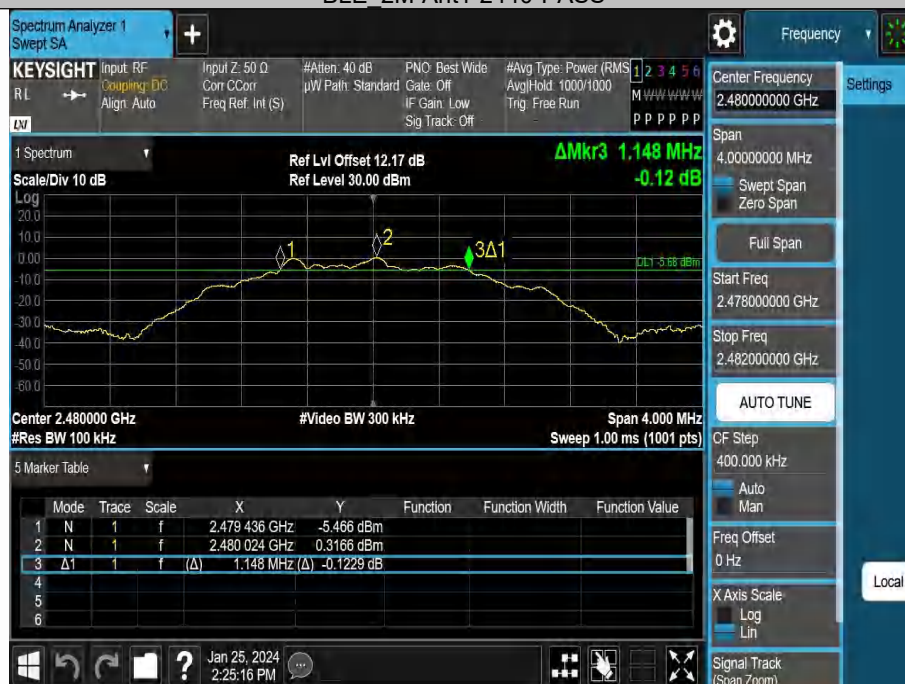 Spectrum Analyzer 1
Swept SA
+
Frequency
KEYSIGHT
RL
LXI
Input: RF
Coupling: DC
Align: Auto
Input Z: 50 Ω
Corr CCorr
Freq Ref: Int (S)
#Atten: 40 dB
µW Path: Standard
PNO: Best Wide
Gate: Off
IF Gain: Low
Sig Track: Off
#Avg Type: Power (RMS
Avg|Hold: 1000/1000
Trig: Free Run
1 2 3 4 5 6
M W W W W W
P P P P P P
Center Frequency
2.480000000 GHz
Settings
Span
4.00000000 MHz
Swept Span
Zero Span
Full Span
Start Freq
2.478000000 GHz
Stop Freq
2.482000000 GHz
AUTO TUNE
CF Step
400.000 kHz
Auto
Man
Freq Offset
0 Hz
X Axis Scale
Log
Lin
Signal Track
(Span Zoom)
Local
1 Spectrum
Scale/Div 10 dB
Log
Ref Lvl Offset 12.17 dB
Ref Level 30.00 dBm
ΔMkr3 1.148 MHz
-0.12 dB
20.0
10.0
0.00
-10.0
-20.0
-30.0
-40.0
-50.0
-60.0
1
2
3Δ1
DL1 -5.68 dBm
Center 2.480000 GHz
#Video BW 300 kHz
Span 4.000 MHz
#Res BW 100 kHz
Sweep 1.00 ms (1001 pts)
5 Marker Table
Mode Trace Scale X Y Function Function Width Function Value
1 N 1 f 2.479 436 GHz -5.466 dBm
2 N 1 f 2.480 024 GHz 0.3166 dBm
3 Δ1 1 f (Δ) 1.148 MHz (Δ) -0.1229 dB
4
5
6
?
Jan 25, 2024
2:25:16 PM